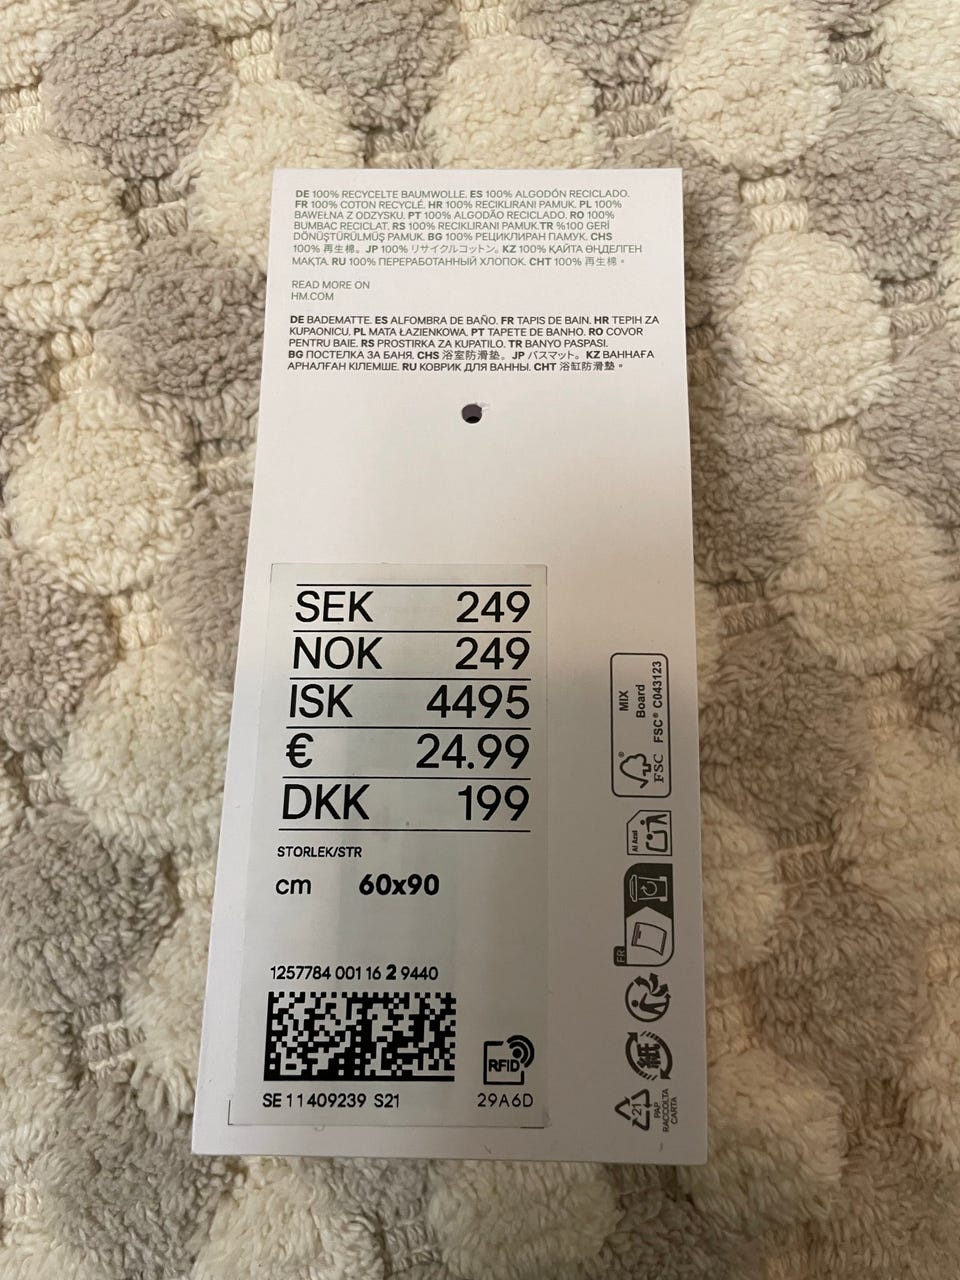 DE 100% RECYCELTE BAUMWOLLE. ES 100% ALGODÓN RECICLADO.
FR 100% COTON RECYCLÉ. HR 100% RECIKLIRANI PAMUK. PL 100%
BAWEŁNA Z ODZYSKU. PT 100% ALGODÃO RECICLADO. RO 100%
BUMBAC RECICLAT. RS 100% RECIKLIRANI PAMUK.TR %100 GERİ
DÖNÜŞTÜRÜLMÜŞ PAMUK. BG 100% РЕЦИКЛИРАН ПАМУК. CHS
100% 再生棉。JP 100% リサイクルコットン。KZ 100% ҚАЙТА ӨҢДЕЛГЕН
МАҚТА. RU 100% ПЕРЕРАБОТАННЫЙ ХЛОПОК. CHT 100% 再生棉。
READ MORE ON
HM.COM
DE BADEMATTE. ES ALFOMBRA DE BAÑO. FR TAPIS DE BAIN. HR TEPIH ZA
KUPAONICU. PL MATA ŁAZIENKOWA. PT TAPETE DE BANHO. RO COVOR
PENTRU BAIE. RS PROSTIRKA ZA KUPATILO. TR BANYO PASPASI.
BG ПОСТЕЛКА ЗА БАНЯ. CHS 浴室防滑垫。JP バスマット。KZ ВАННАҒА
АРНАЛҒАН КІЛЕМШЕ. RU КОВРИК ДЛЯ ВАННЫ. CHT 浴缸防滑墊。
SEK 249
NOK 249
ISK 4495
€ 24.99
DKK 199
STORLEK/STR
cm 60x90
1257784 001 16 2 9440
RFID
SE 11 409239 S21
29A6D
MIX
Board
FSC® C043123
FSC
Al Azul
FR
紙
21
PAP
RACCOLTA
CARTA